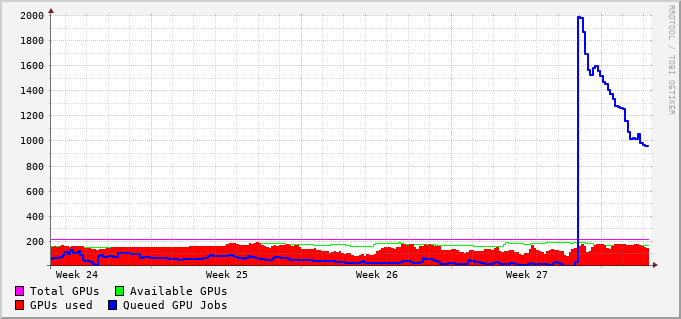 2000
1800
1600
1400
1200
1000
800
600
400
200
Week 24 Week 25 Week 26 Week 27
Total GPUs Available GPUs
GPUs used Queued GPU Jobs
RRDTOOL / TOBI OETIKER